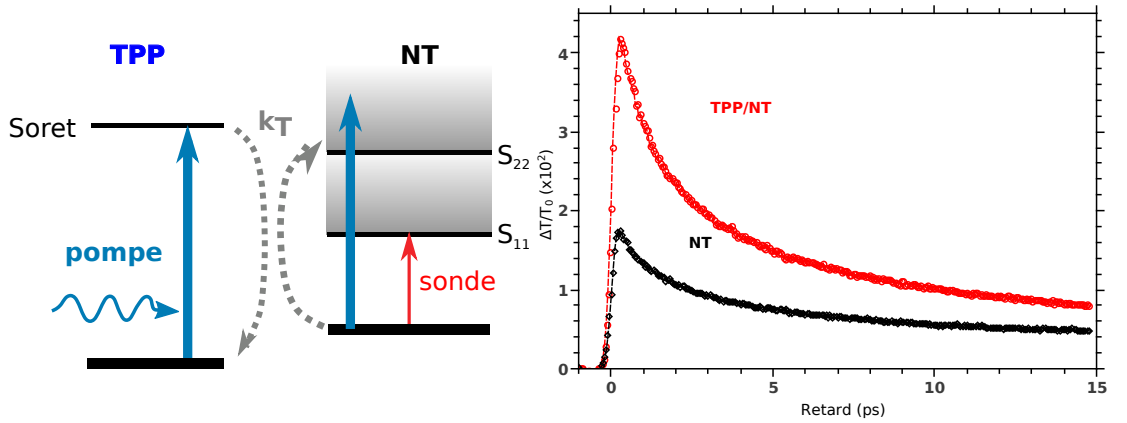 TPP
NT
Soret
kT
S22
S11
pompe
sonde
ΔT/T0 (x10²)
4
3
2
1
0
TPP/NT
NT
0
5
10
15
Retard (ps)